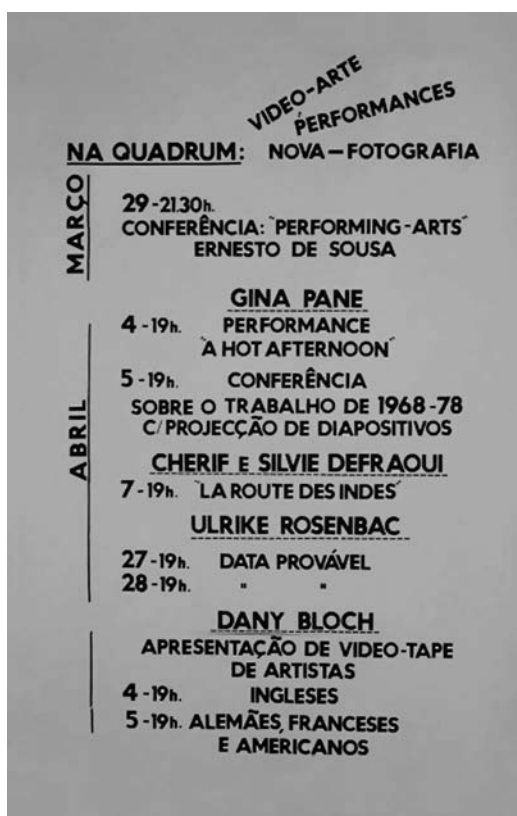 VIDEO-ARTE
PERFORMANCES
NA QUADRUM: NOVA-FOTOGRAFIA
MARÇO
29-21.30h.
CONFERÊNCIA: "PERFORMING-ARTS"
ERNESTO DE SOUSA
ABRIL
GINA PANE
4-19h. PERFORMANCE
"A HOT AFTERNOON"
5-19h. CONFERÊNCIA
SOBRE O TRABALHO DE 1968-78
C/ PROJECÇÃO DE DIAPOSITIVOS
CHERIF E SILVIE DEFRAOUI
7-19h. "LA ROUTE DES INDES"
ULRIKE ROSENBAC
27-19h. DATA PROVÁVEL
28-19h. " "
DANY BLOCH
APRESENTAÇÃO DE VIDEO-TAPE
DE ARTISTAS
4-19h. INGLESES
5-19h. ALEMÃES, FRANCESES
E AMERICANOS